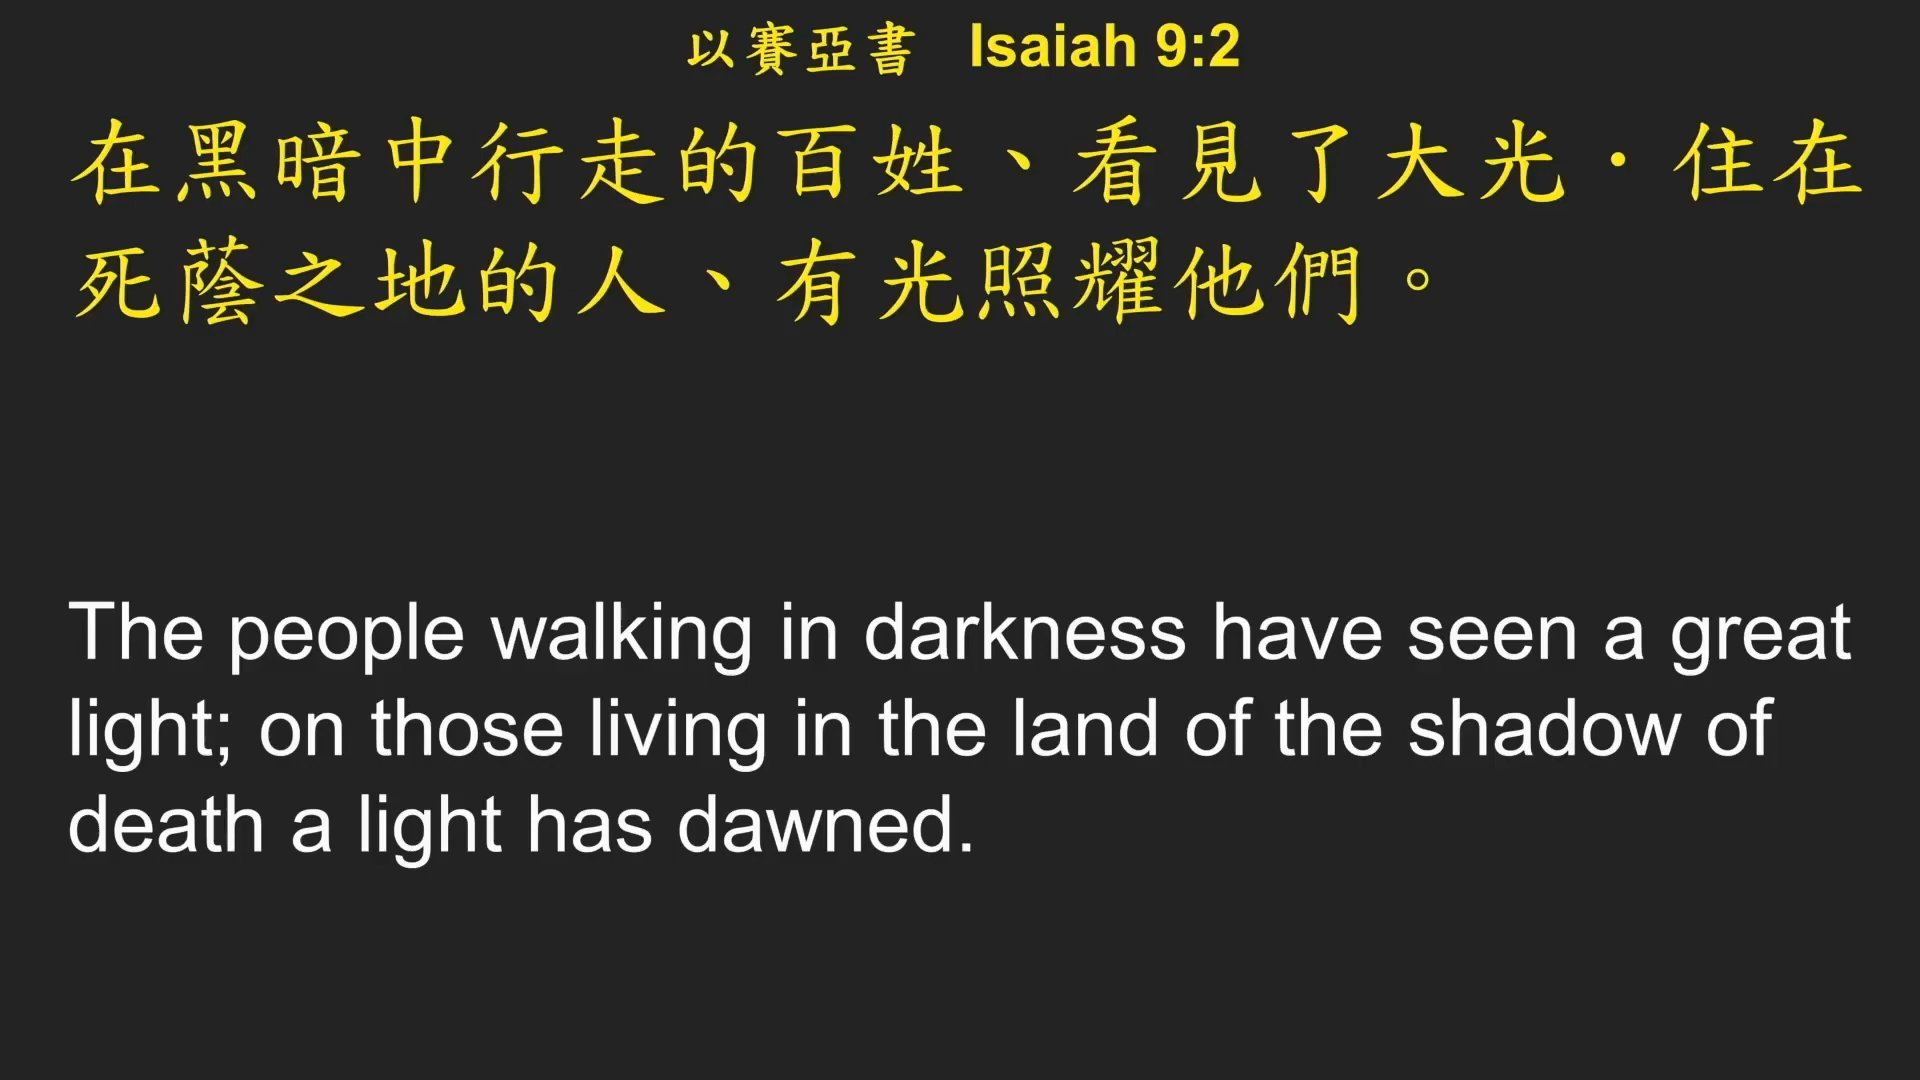 以賽亞書 Isaiah 9:2
在黑暗中行走的百姓、看見了大光．住在
死蔭之地的人、有光照耀他們。
The people walking in darkness have seen a great
light; on those living in the land of the shadow of
death a light has dawned.